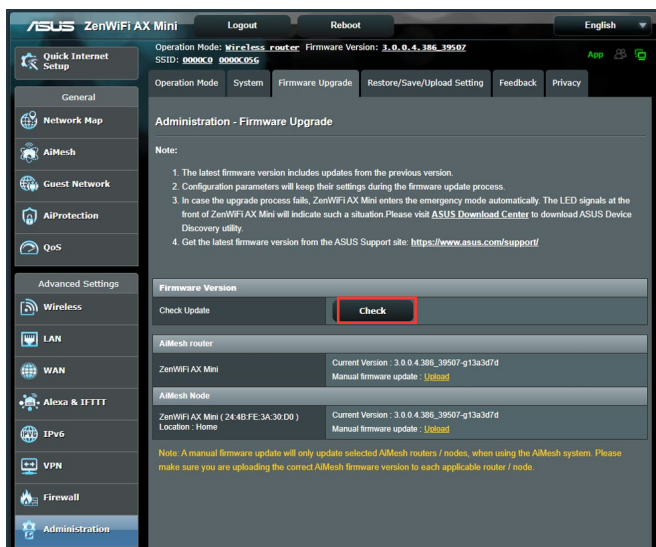 ASUS ZenWiFi AX Mini Logout Reboot English
Quick Internet Setup
General
Network Map
AiMesh
Guest Network
AiProtection
QoS
Advanced Settings
Wireless
LAN
WAN
Alexa & IFTTT
IPv6
VPN
Firewall
Administration
Operation Mode: Wireless router Firmware Version: 3.0.0.4.386_39507
SSID: 0000C0 0000C05G
App
Operation Mode System Firmware Upgrade Restore/Save/Upload Setting Feedback Privacy
Administration - Firmware Upgrade
Note:
1. The latest firmware version includes updates from the previous version.
2. Configuration parameters will keep their settings during the firmware update process.
3. In case the upgrade process fails, ZenWiFi AX Mini enters the emergency mode automatically. The LED signals at the
front of ZenWiFi AX Mini will indicate such a situation.Please visit ASUS Download Center to download ASUS Device
Discovery utility.
4. Get the latest firmware version from the ASUS Support site: https://www.asus.com/support/
Firmware Version
Check Update Check
AiMesh router
ZenWiFi AX Mini
Current Version : 3.0.0.4.386_39507-g13a3d7d
Manual firmware update : Upload
AiMesh Node
ZenWiFi AX Mini ( 24:4B:FE:3A:30:D0 )
Location : Home
Current Version : 3.0.0.4.386_39507-g13a3d7d
Manual firmware update : Upload
Note: A manual firmware update will only update selected AiMesh routers / nodes, when using the AiMesh system. Please
make sure you are uploading the correct AiMesh firmware version to each applicable router / node.